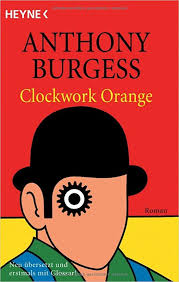 HEYNE
ANTHONY
BURGESS
Clockwork Orange
Roman
Neu übersetzt und
erstmals mit Glossar!